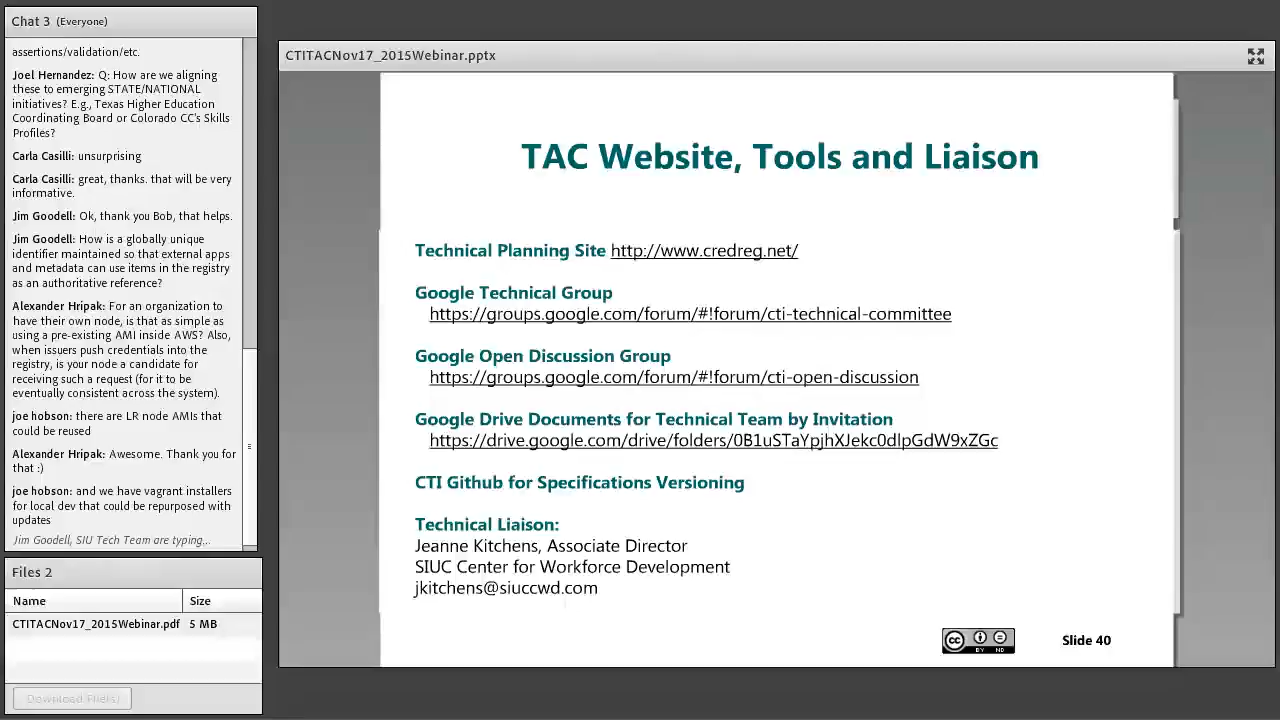 Chat 3 (Everyone)
assertions/validation/etc.
Joel Hernandez: Q: How are we aligning
these to emerging STATE/NATIONAL
initiatives? E.g., Texas Higher Education
Coordinating Board or Colorado CC's Skills
Profiles?
Carla Casilli: unsurprising
Carla Casilli: great, thanks. that will be very
informative.
Jim Goodell: Ok, thank you Bob, that helps.
Jim Goodell: How is a globally unique
identifier maintained so that external apps
and metadata can use items in the registry
as an authoritative reference?
Alexander Hripak: For an organization to
have their own node, is that as simple as
using a pre-existing AMI inside AWS? Also,
when issuers push credentials into the
registry, is your node a candidate for
receiving such a request (for it to be
eventually consistent across the system).
joe hobson: there are LR node AMIs that
could be reused
Alexander Hripak: Awesome. Thank you for
that :)
joe hobson: and we have vagrant installers
for local dev that could be repurposed with
updates
Jim Goodell, SIU Tech Team are typing...
Files 2
Name Size
CTITACNov17_2015Webinar.pdf 5 MB
Download File(s)
CTITACNov17_2015Webinar.pptx
TAC Website, Tools and Liaison
Technical Planning Site http://www.credreg.net/
Google Technical Group
https://groups.google.com/forum/#!forum/cti-technical-committee
Google Open Discussion Group
https://groups.google.com/forum/#!forum/cti-open-discussion
Google Drive Documents for Technical Team by Invitation
https://drive.google.com/drive/folders/0B1uSTaYpjhXJekc0dlpGdW9xZGc
CTI Github for Specifications Versioning
Technical Liaison:
Jeanne Kitchens, Associate Director
SIUC Center for Workforce Development
jkitchens@siuccwd.com
cc BY ND
Slide 40